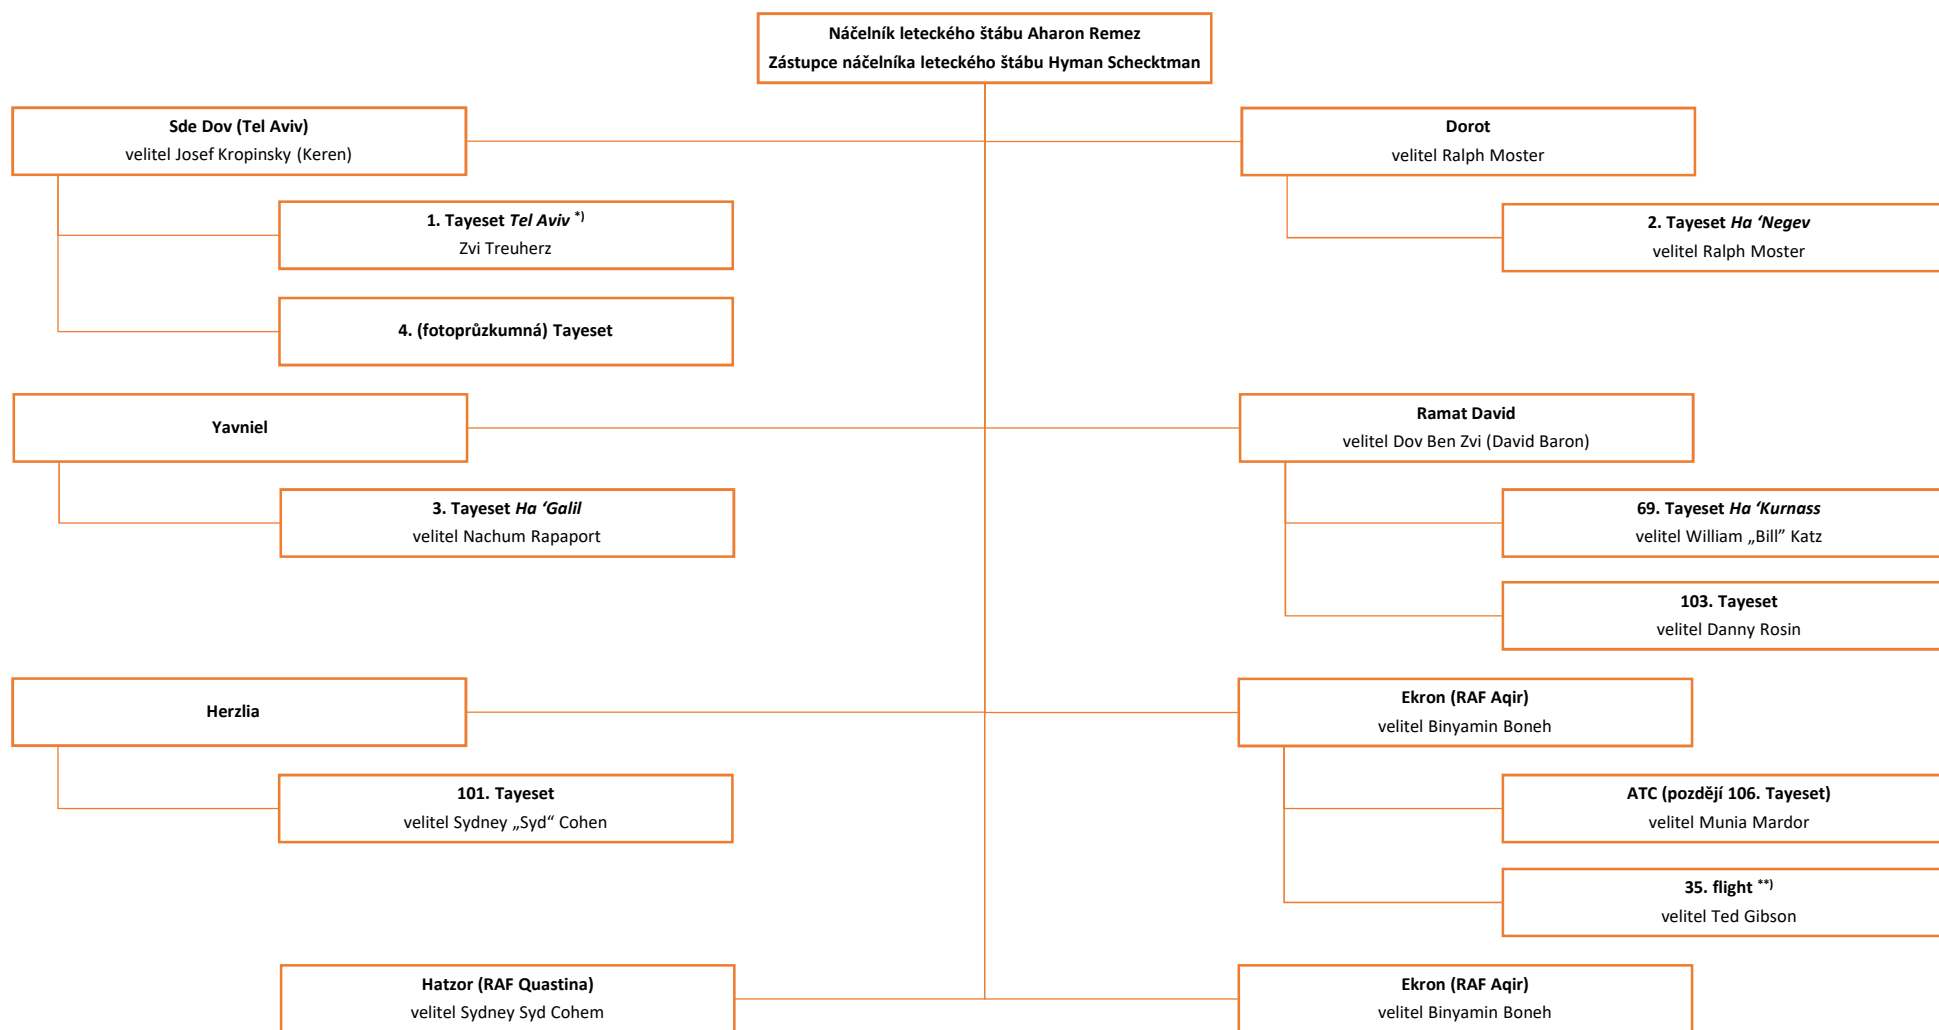 Náčelník leteckého štábu Aharon Remez
Zástupce náčelníka leteckého štábu Hyman Schecktman
Sde Dov (Tel Aviv)
velitel Josef Kropinsky (Keren)
Dorot
velitel Ralph Moster
1. Tayeset Tel Aviv *)
Zvi Treuherz
2. Tayeset Ha ‘Negev
velitel Ralph Moster
4. (fotoprůzkumná) Tayeset
Yavniel
Ramat David
velitel Dov Ben Zvi (David Baron)
3. Tayeset Ha ‘Galil
velitel Nachum Rapaport
69. Tayeset Ha ‘Kurnass
velitel William „Bill” Katz
103. Tayeset
velitel Danny Rosin
Herzlia
Ekron (RAF Aqir)
velitel Binyamin Boneh
101. Tayeset
velitel Sydney „Syd“ Cohen
ATC (pozdějí 106. Tayeset)
velitel Munia Mardor
35. flight **)
velitel Ted Gibson
Hatzor (RAF Quastina)
velitel Sydney Syd Cohem
Ekron (RAF Aqir)
velitel Binyamin Boneh